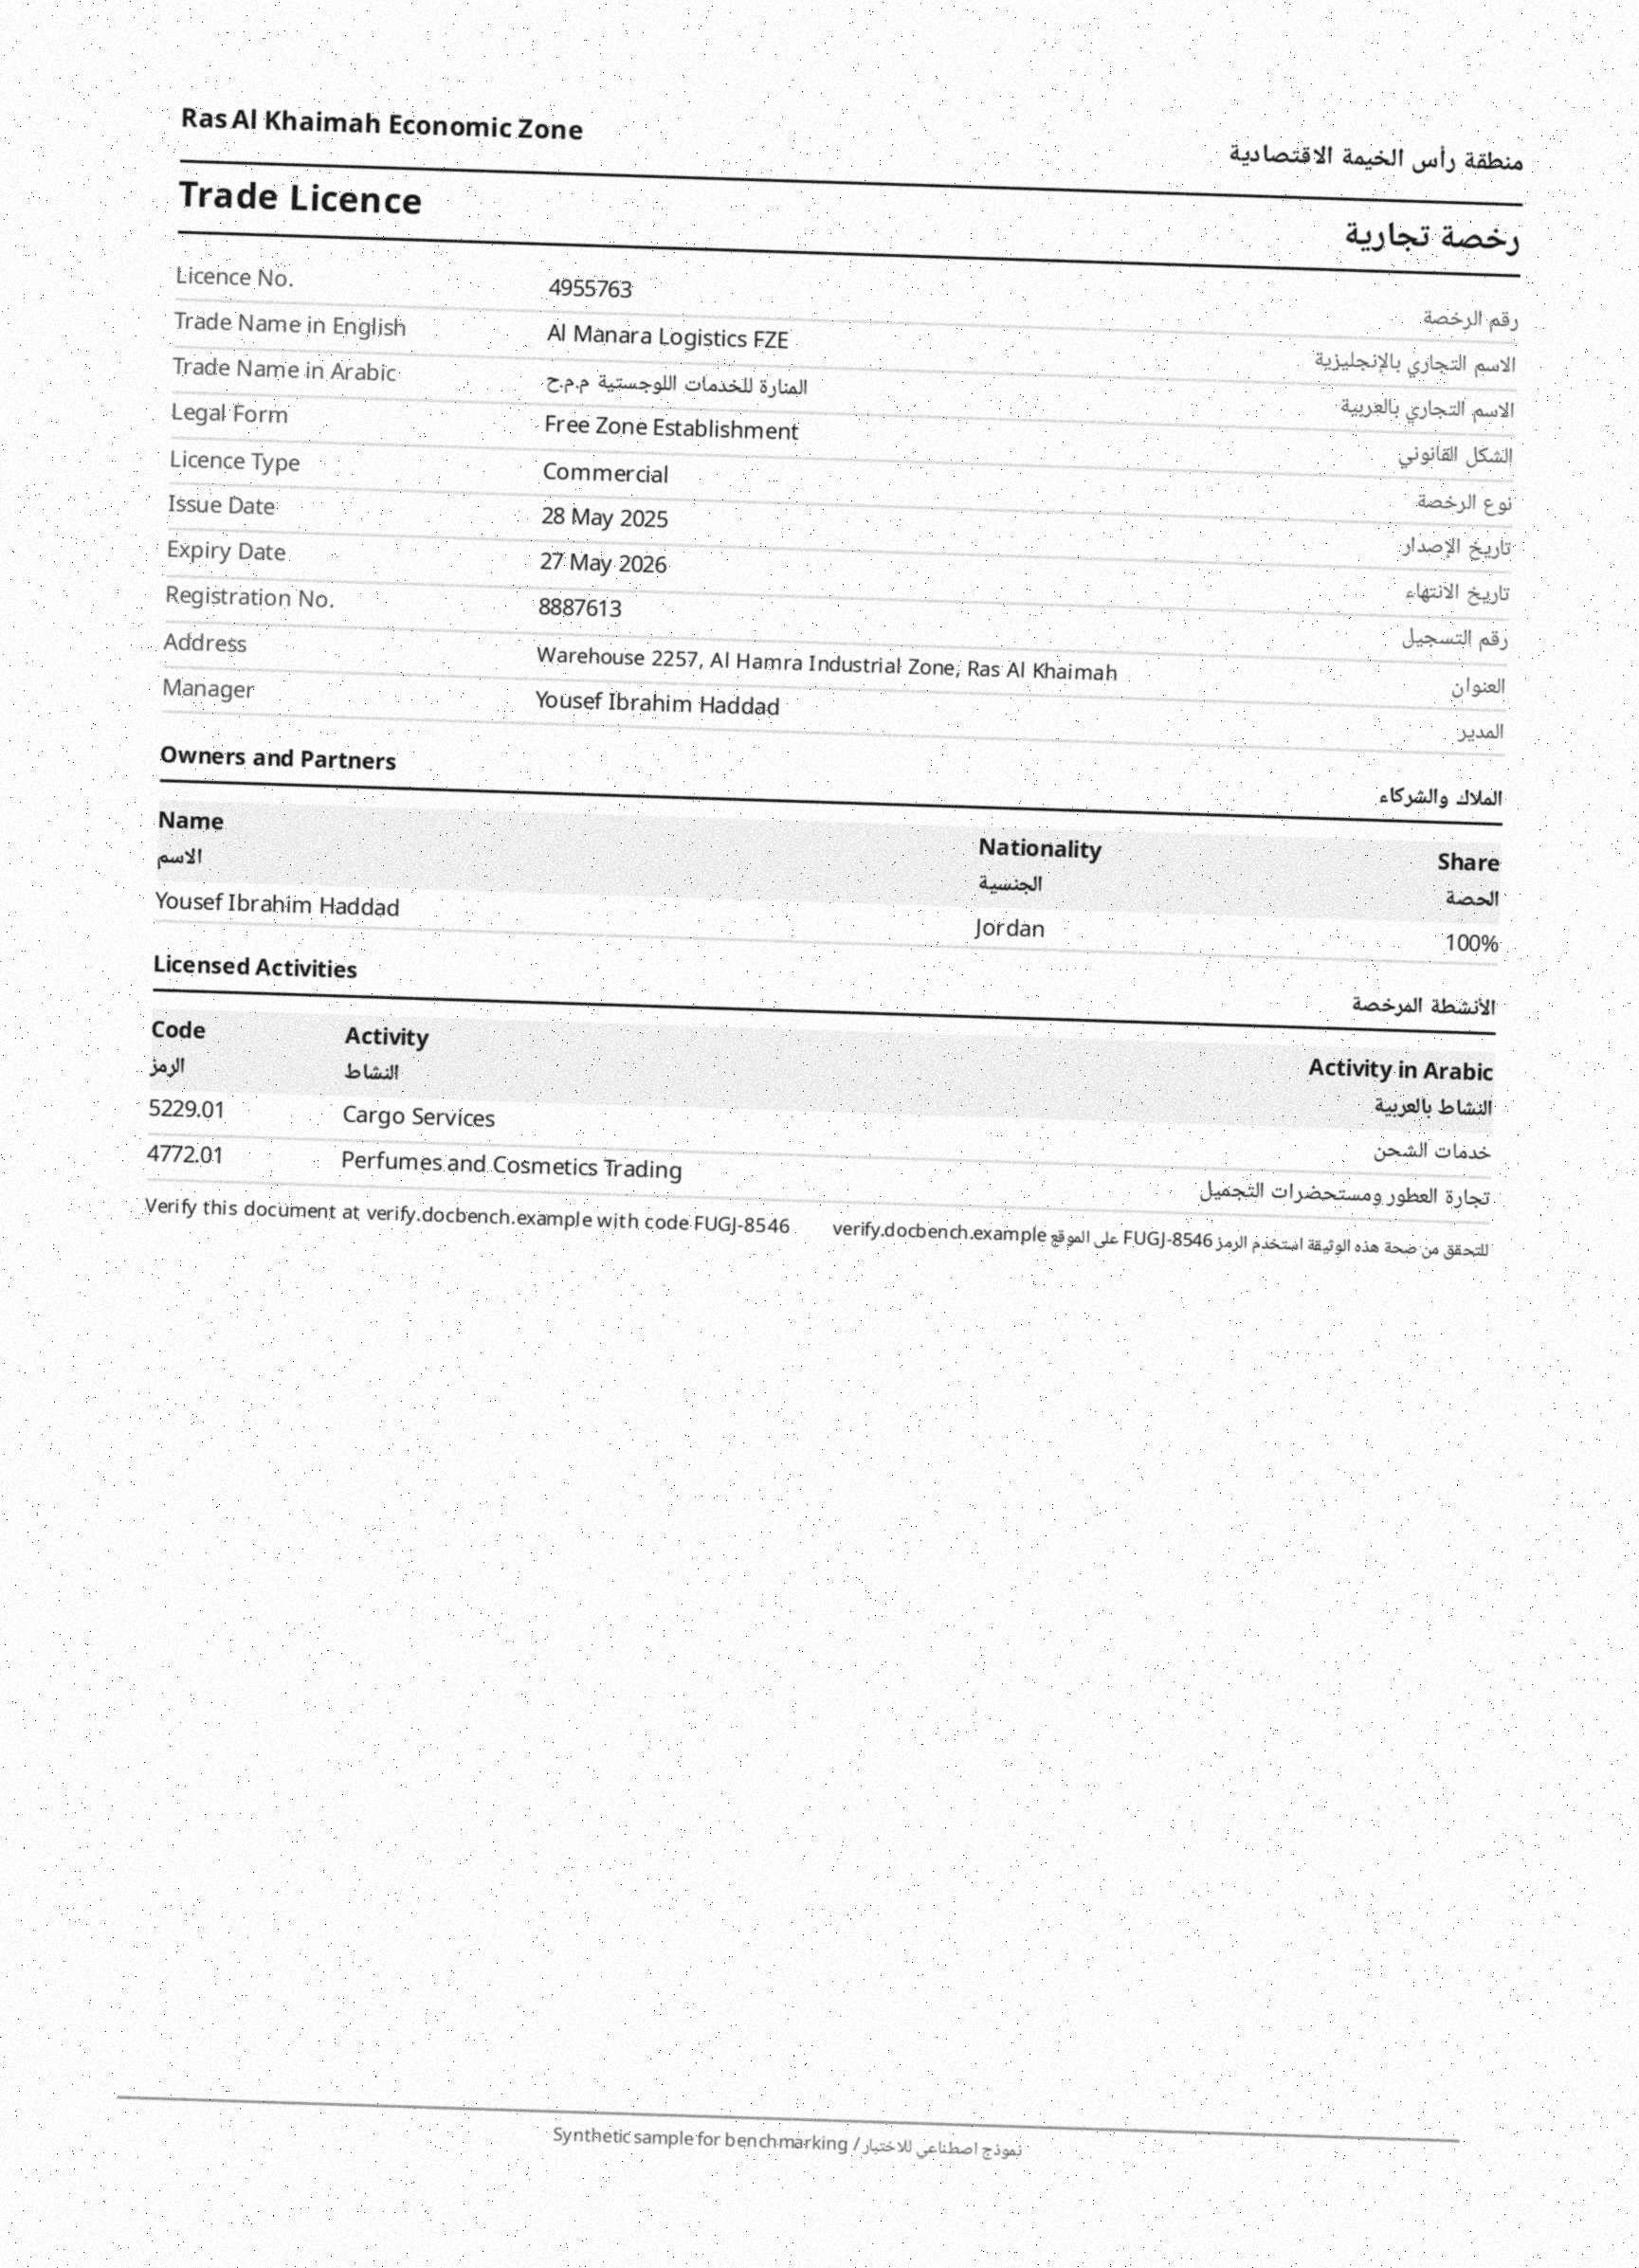 Ras Al Khaimah Economic Zone
منطقة رأس الخيمة الاقتصادية
Trade Licence
رخصة تجارية
Licence No. 4955763 رقم الرخصة
Trade Name in English Al Manara Logistics FZE الاسم التجاري بالإنجليزية
Trade Name in Arabic المنارة للخدمات اللوجستية م.م.ح الاسم التجاري بالعربية
Legal Form Free Zone Establishment الشكل القانوني
Licence Type Commercial نوع الرخصة
Issue Date 28 May 2025 تاريخ الإصدار
Expiry Date 27 May 2026 تاريخ الانتهاء
Registration No. 8887613 رقم التسجيل
Address Warehouse 2257, Al Hamra Industrial Zone, Ras Al Khaimah العنوان
Manager Yousef Ibrahim Haddad المدير
Owners and Partners الملاك والشركاء
Name Nationality Share
الاسم الجنسية الحصة
Yousef Ibrahim Haddad Jordan 100%
Licensed Activities الأنشطة المرخصة
Code Activity Activity in Arabic
الرمز النشاط النشاط بالعربية
5229.01 Cargo Services خدمات الشحن
4772.01 Perfumes and Cosmetics Trading تجارة العطور ومستحضرات التجميل
Verify this document at verify.docbench.example with code FUGJ-8546 للتحقق من صحة هذه الوثيقة استخدم الرمز FUGJ-8546 على الموقع verify.docbench.example
Synthetic sample for benchmarking / نموذج اصطناعي للاختبار